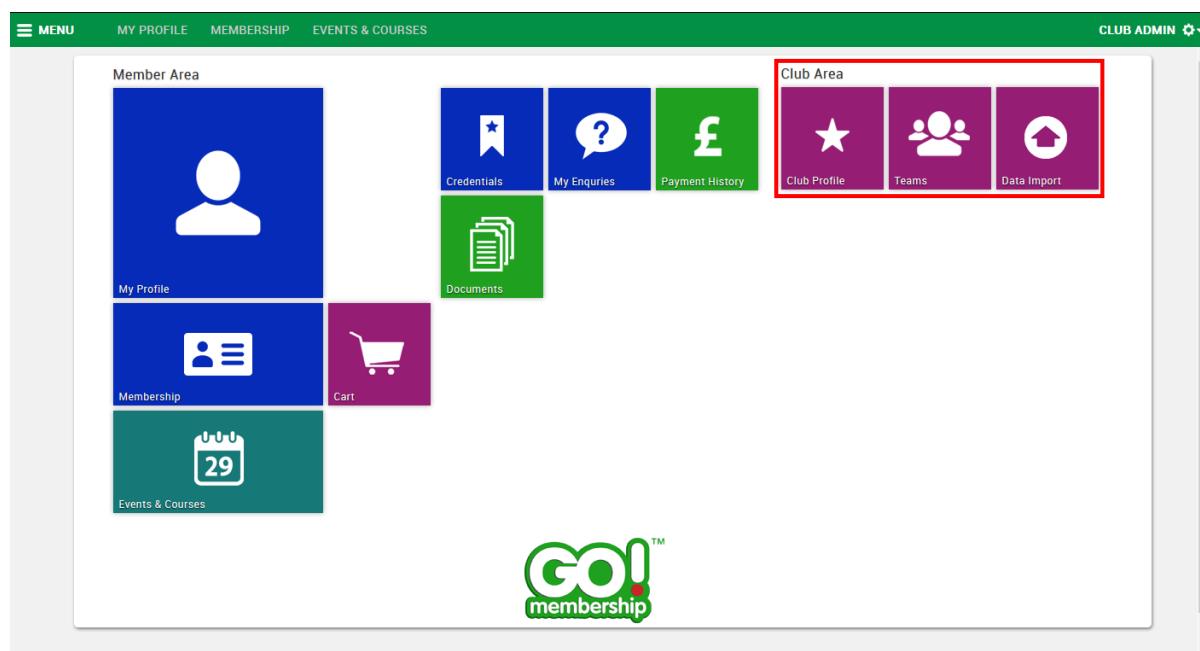 MENU
MY PROFILE
MEMBERSHIP
EVENTS & COURSES
CLUB ADMIN
Member Area
Club Area
My Profile
Credentials
?
My Enquries
£
Payment History
Club Profile
Teams
Data Import
Documents
Membership
Cart
29
Events & Courses
GO!™
membership